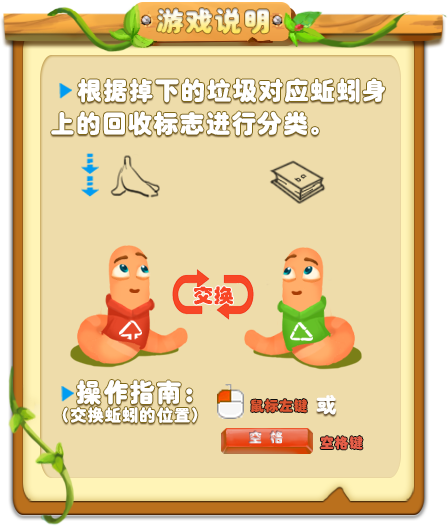 游戏说明
根据掉下的垃圾对应蚯蚓身
上的回收标志进行分类。
交换
操作指南：
(交换蚯蚓的位置)
鼠标左键 或
空格
空格键